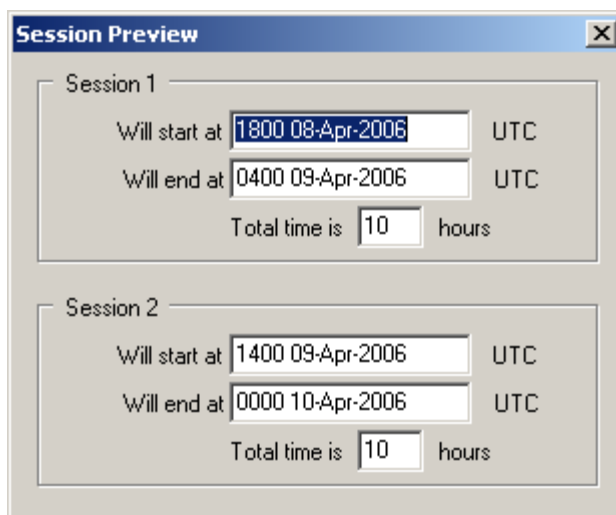 Session Preview
Session 1
Will start at 1800 08-Apr-2006 UTC
Will end at 0400 09-Apr-2006 UTC
Total time is 10 hours
Session 2
Will start at 1400 09-Apr-2006 UTC
Will end at 0000 10-Apr-2006 UTC
Total time is 10 hours